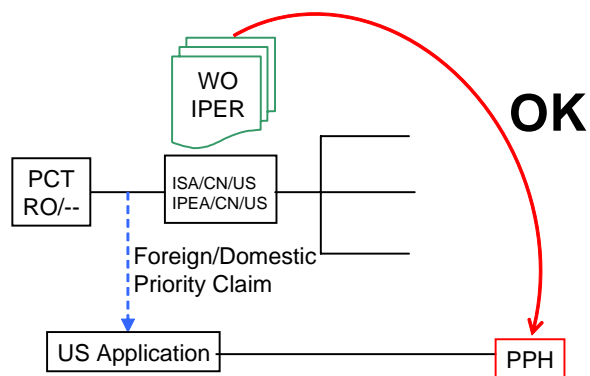 WO
IPER
OK
PCT
RO/--
ISA/CN/US
IPEA/CN/US
Foreign/Domestic
Priority Claim
US Application
PPH